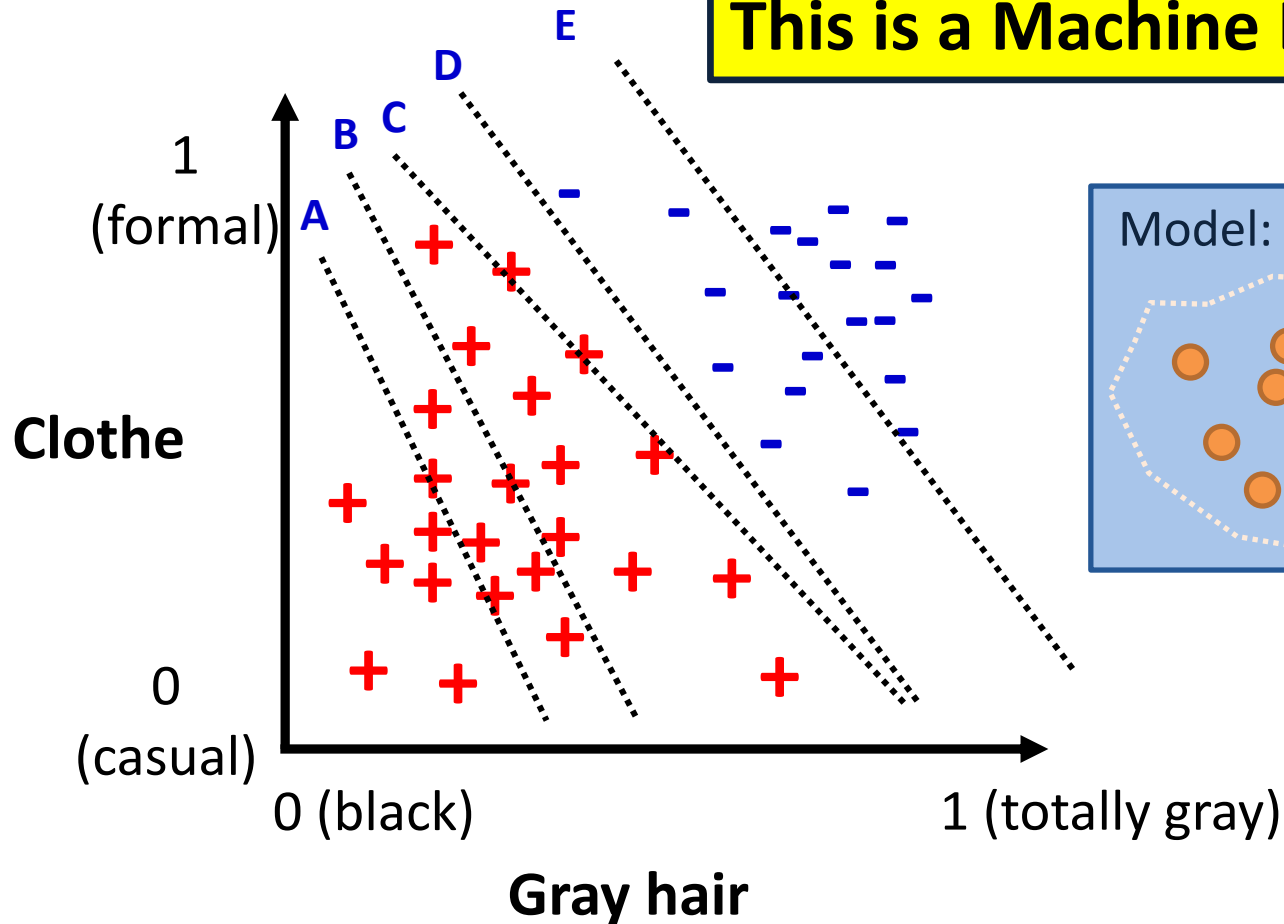 This is a Machine
E
D
C
B
A
1
(formal)
Model:
Clothe
0
(casual)
0 (black)
1 (totally gray)
Gray hair